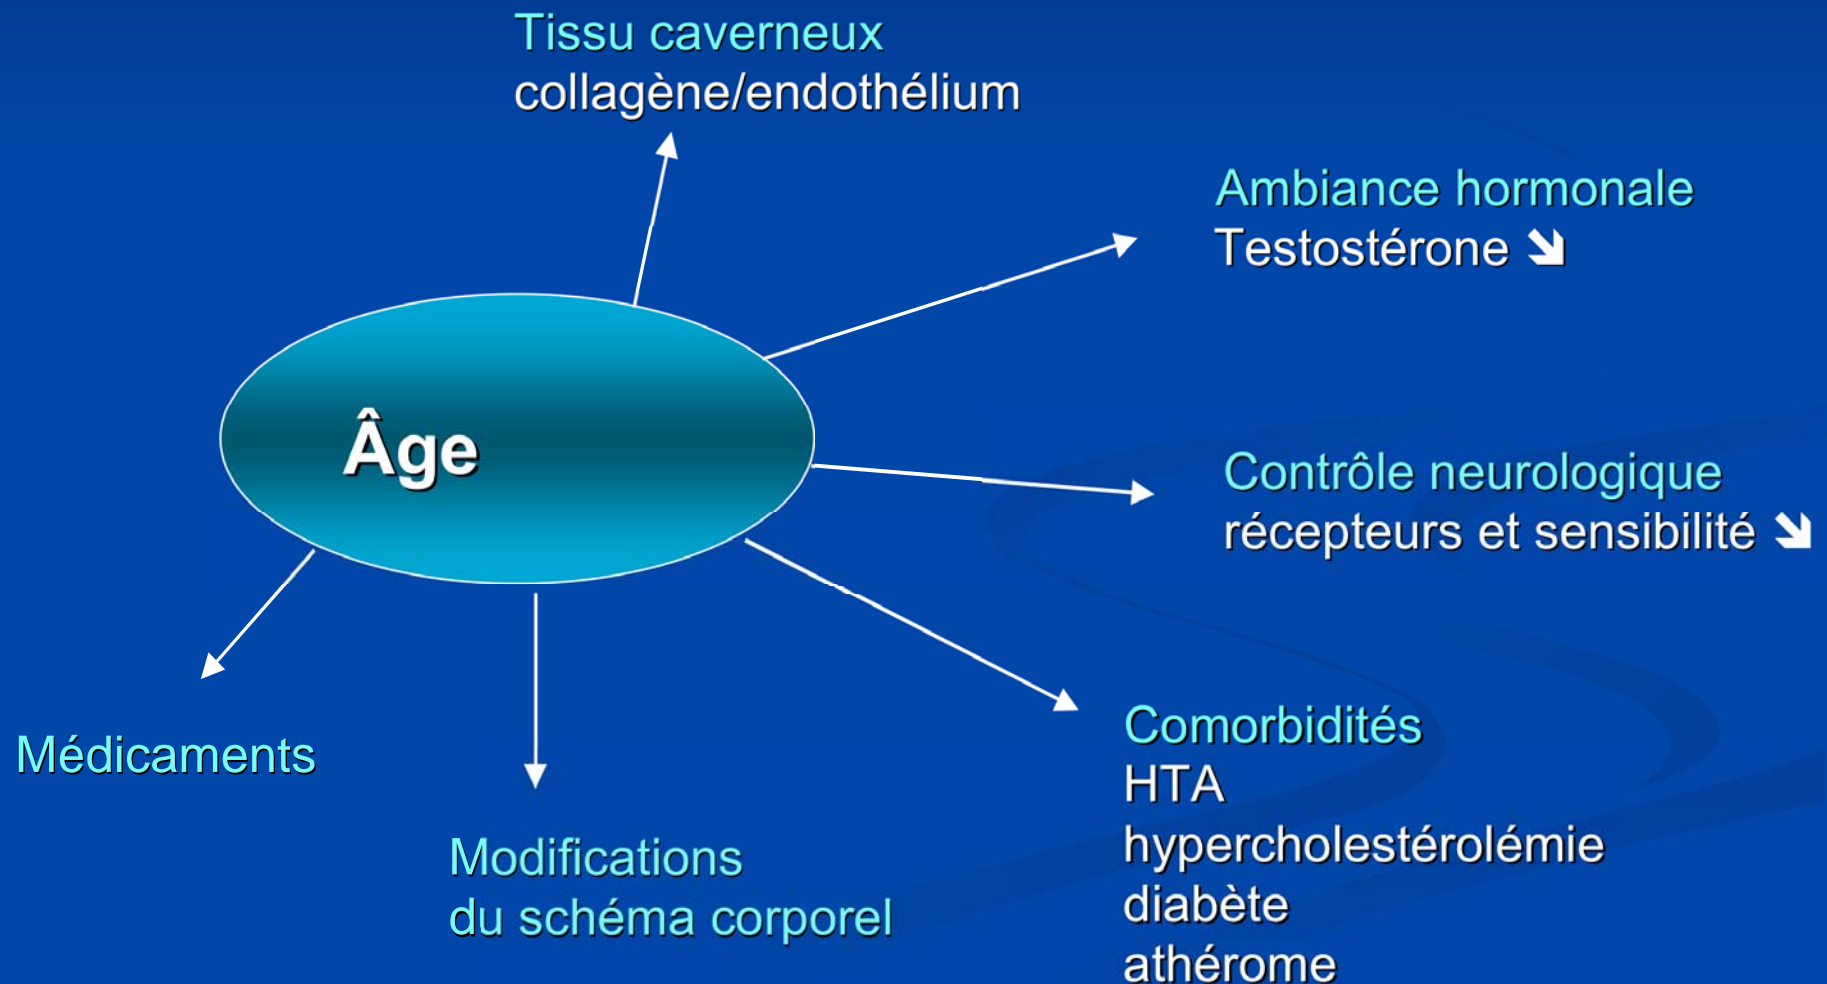 Tissu caverneux
collagène/endothélium
Ambiance hormonale
Testostérone ➘
Âge
Contrôle neurologique
récepteurs et sensibilité ➘
Médicaments
Modifications
du schéma corporel
Comorbidités
HTA
hypercholestérolémie
diabète
athérome